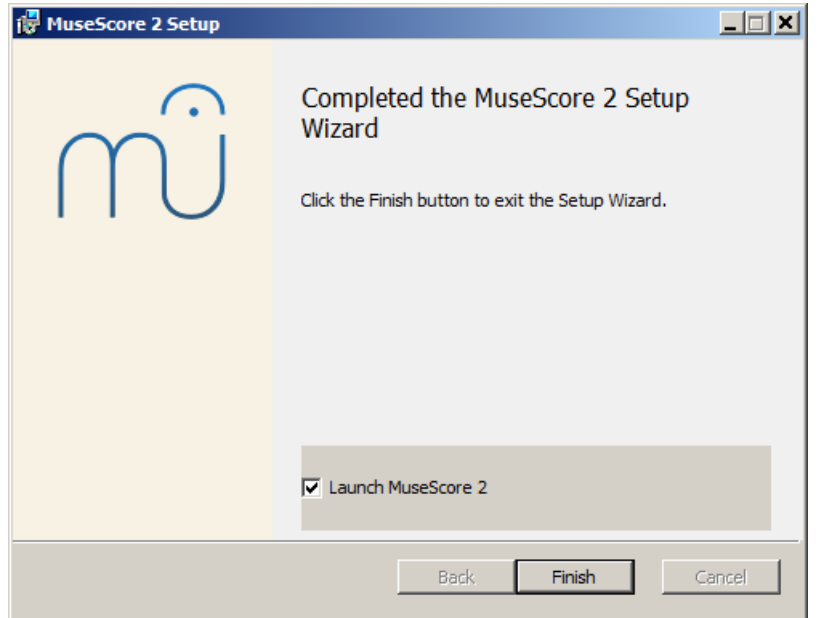 MuseScore 2 Setup
mû
Completed the MuseScore 2 Setup
Wizard
Click the Finish button to exit the Setup Wizard.
Launch MuseScore 2
Back
Finish
Cancel